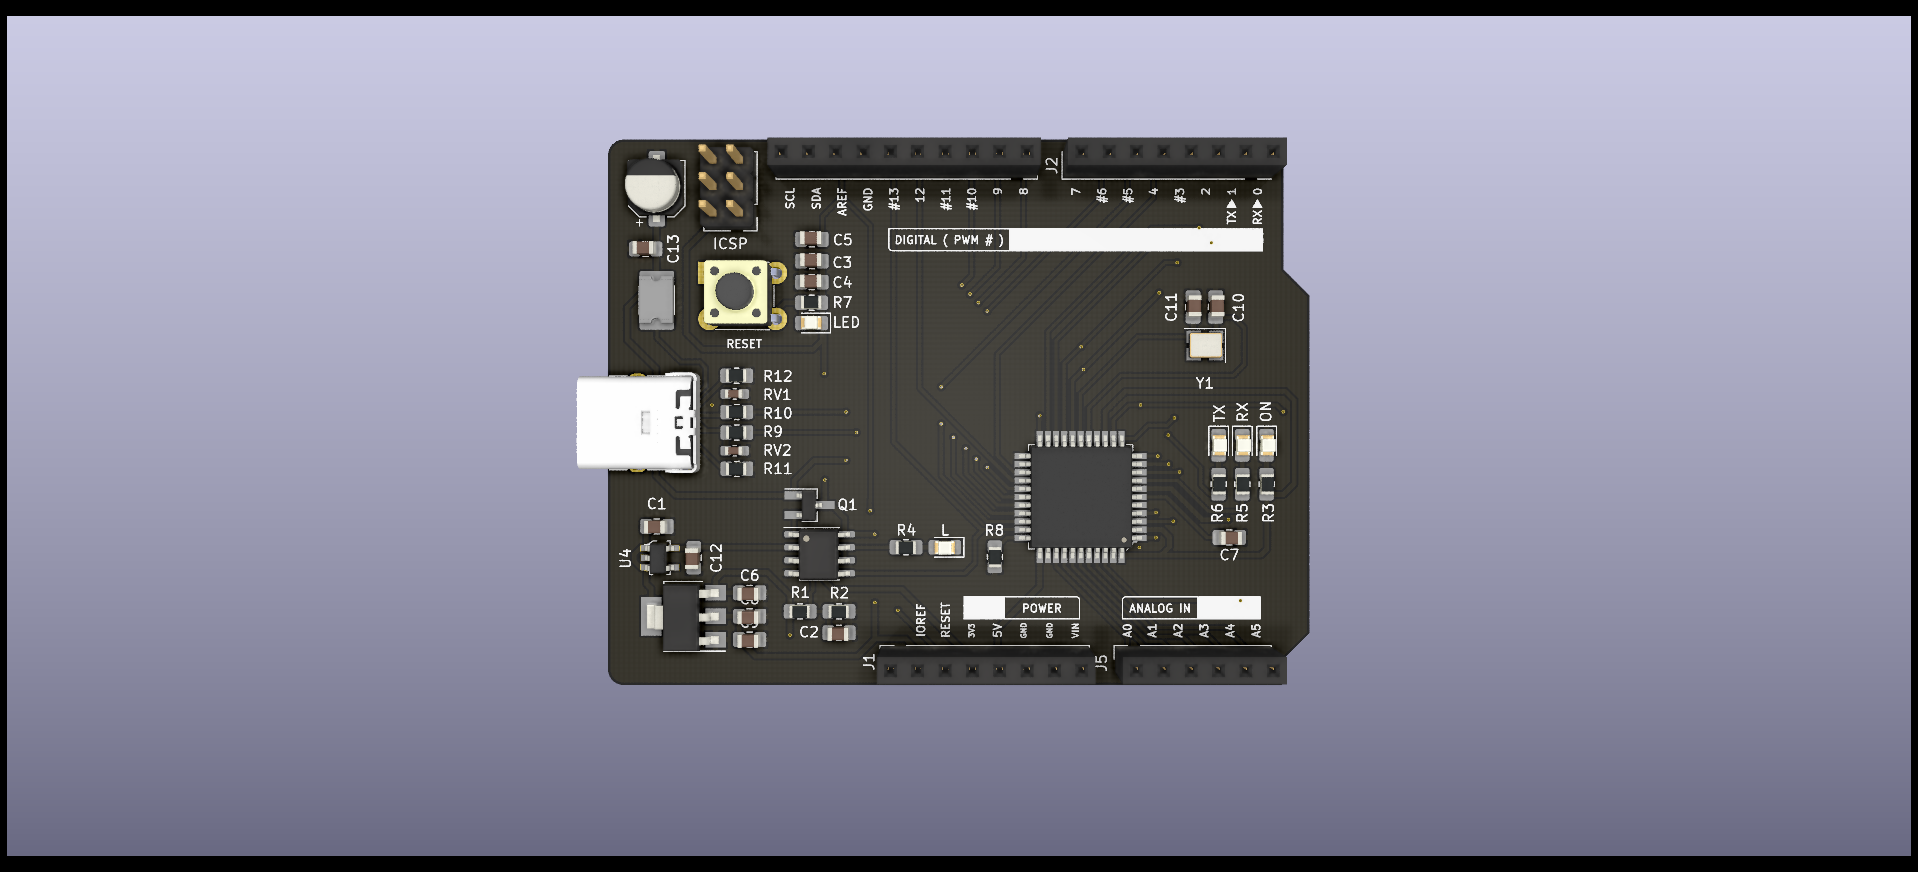 J2
SCL
SDA
AREF
GND
#13
12
#11
#10
9
8
7
#6
#5
4
#3
2
TX▶ 1
RX▶ 0
DIGITAL ( PWM # )
+
C13
ICSP
C5
C3
C4
R7
LED
RESET
C11
C10
Y1
R12
RV1
R10
R9
RV2
R11
TX
RX
ON
R6
R5
R3
C7
C1
Q1
U4
C12
R4
L
R8
C6
R1
R2
C2
IOREF
RESET
POWER
3V3
5V
GND
GND
VIN
ANALOG IN
A0
A1
A2
A3
A4
A5
J1
J5